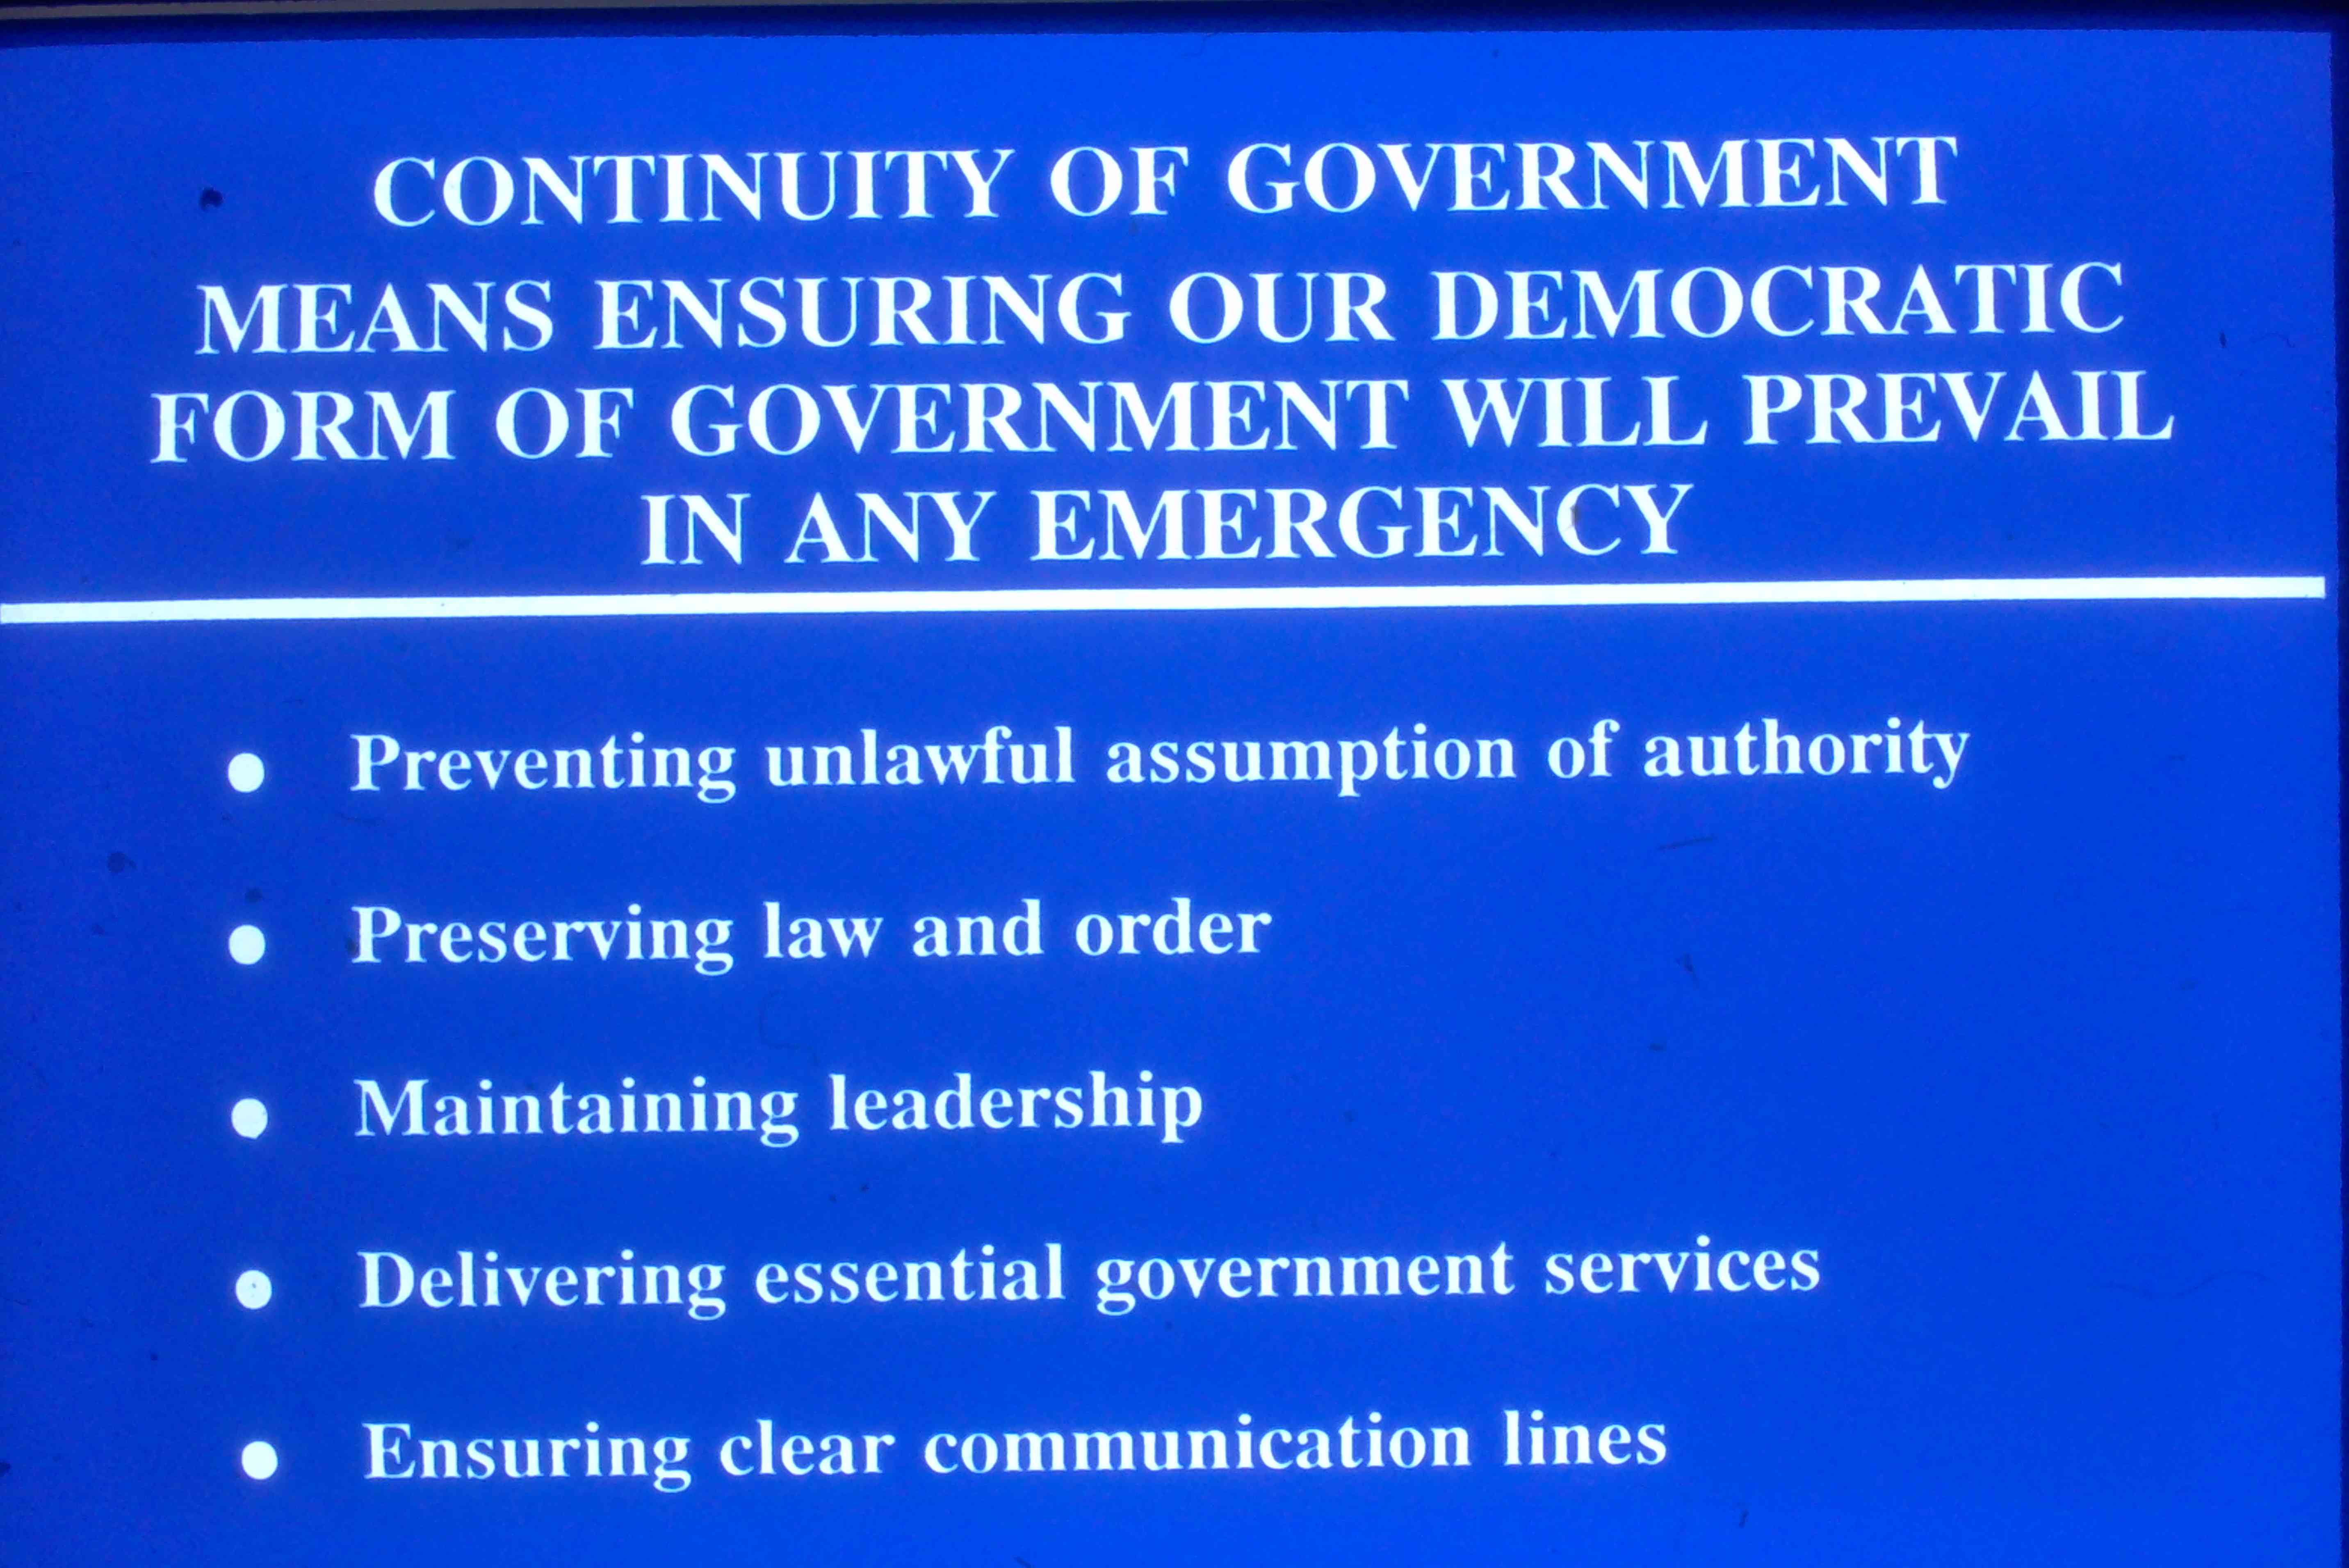 CONTINUITY OF GOVERNMENT
MEANS ENSURING OUR DEMOCRATIC
FORM OF GOVERNMENT WILL PREVAIL
IN ANY EMERGENCY
● Preventing unlawful assumption of authority
● Preserving law and order
● Maintaining leadership
● Delivering essential government services
● Ensuring clear communication lines